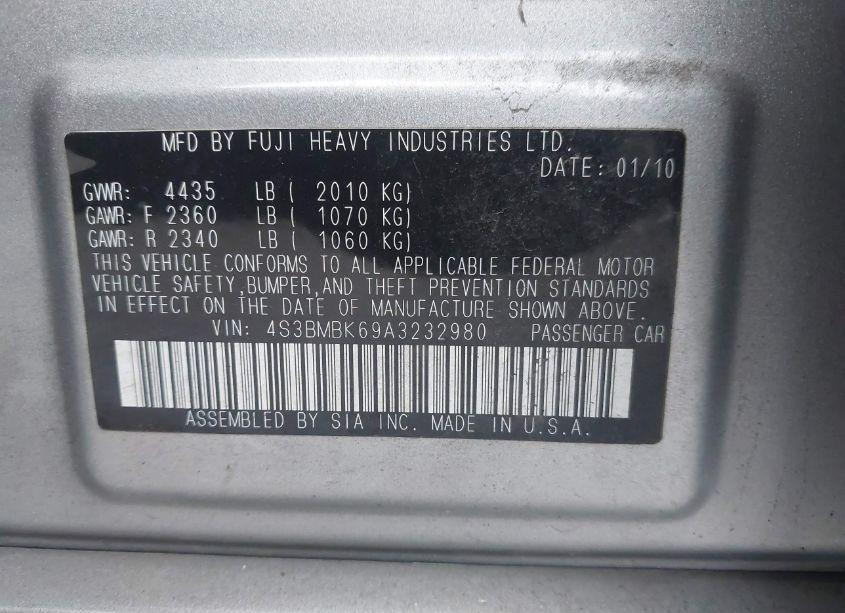 MFD BY FUJI HEAVY INDUSTRIES LTD.
DATE: 01/10
GVWR: 4435 LB ( 2010 KG)
GAWR: F 2360 LB ( 1070 KG)
GAWR: R 2340 LB ( 1060 KG)
THIS VEHICLE CONFORMS TO ALL APPLICABLE FEDERAL MOTOR
VEHICLE SAFETY,BUMPER,AND THEFT PREVENTION STANDARDS
IN EFFECT ON THE DATE OF MANUFACTURE SHOWN ABOVE.
VIN: 4S3BMBK69A3232980 PASSENGER CAR
ASSEMBLED BY SIA INC. MADE IN U.S.A.